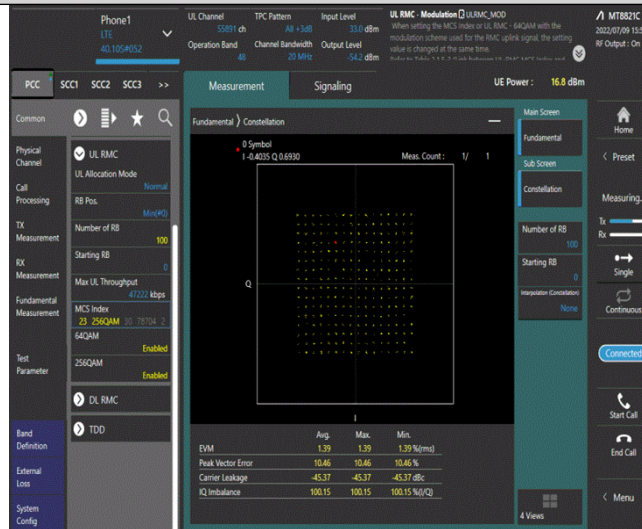 Phone1
LTE
40.105#052
UL Channel
55891 ch
TPC Pattern
All +3dB
Input Level
33.0 dBm
Operation Band
48
Channel Bandwidth
20 MHz
Output Level
-54.2 dBm
UL RMC - Modulation ULRMC_MOD
When setting the MCS Index of UL RMC - 64QAM with the
modulation scheme used for the RMC uplink signal, the setting
value is changed at the same time.
MT8821C
2022/07/09 15:5
RF Output : On
PCC SCC1 SCC2 SCC3 >>
Measurement
Signaling
UE Power : 16.8 dBm
Common
Physical
Channel
Call
Processing
TX
Measurement
RX
Measurement
Fundamental
Measurement
Test
Parameter
Band
Definition
External
Loss
System
Config
UL RMC
UL Allocation Mode
Normal
RB Pos.
Min(#0)
Number of RB
100
Starting RB
0
Max UL Throughput
47222 kbps
MCS Index
23 256QAM 30 78704 2
64QAM
Enabled
256QAM
Enabled
DL RMC
TDD
Fundamental > Constellation
0 Symbol
I -0.4035 Q 0.6930
Meas. Count : 1/ 1
Q
I
Avg. Max. Min.
EVM 1.39 1.39 1.39 %(rms)
Peak Vector Error 10.46 10.46 10.46 %
Carrier Leakage -45.37 -45.37 -45.37 dBc
IQ Imbalance 100.15 100.15 100.15 %(I/Q)
Main Screen
Fundamental
Sub Screen
Constellation
Number of RB
100
Starting RB
0
Interpolation (Constellation)
None
4 Views
Home
< Preset
Measuring..
Tx
Rx
Single
Continuous
Connected
Start Call
End Call
< Menu